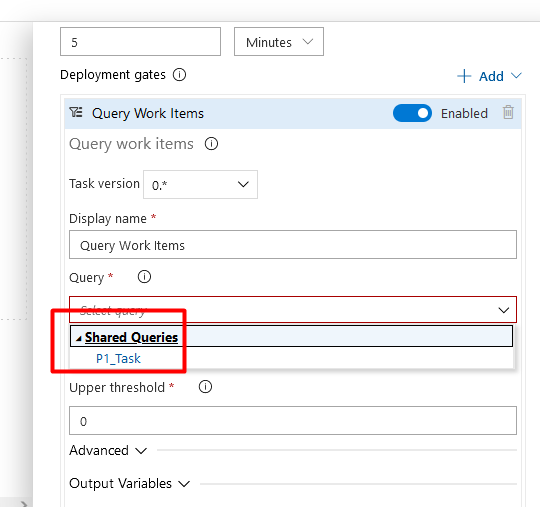 5 Minutes
Deployment gates
Add
Query Work Items Enabled
Query work items
Task version 0.*
Display name *
Query Work Items
Query *
Select query
Shared Queries
P1_Task
Upper threshold *
0
Advanced
Output Variables